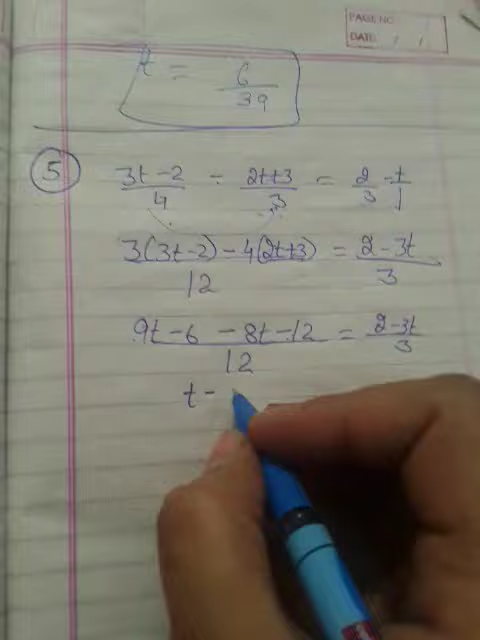 PAGE NO
DATE / /
t = 6/39
5 (3t-2)/4 - (2t+3)/3 = 2/3 - t/1
(3(3t-2) - 4(2t+3))/12 = (2-3t)/3
(9t-6-8t-12)/12 = (2-3t)/3
t -